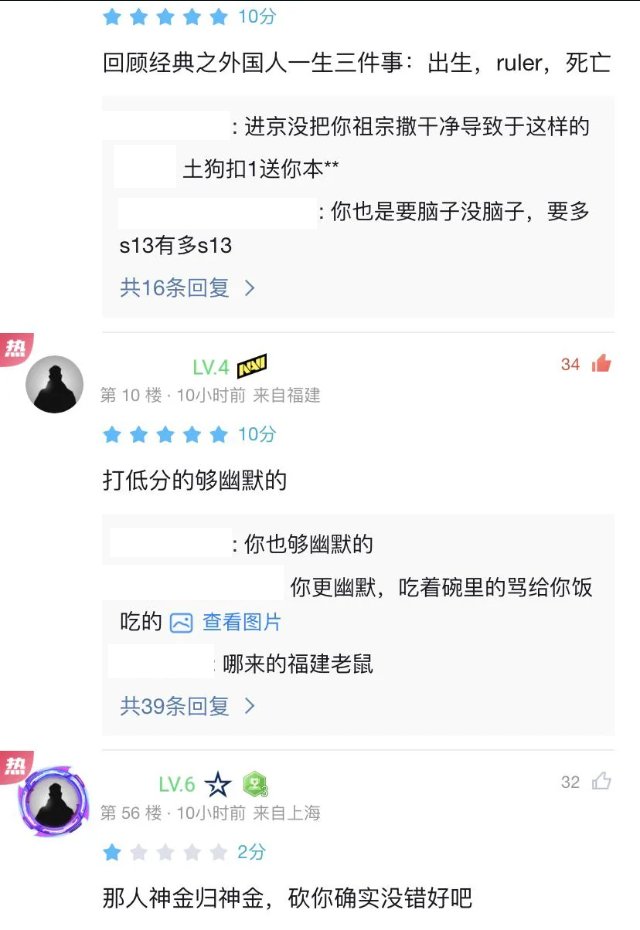 10分
回顾经典之外国人一生三件事：出生，ruler，死亡
: 进京没把你祖宗撒干净导致于这样的
土狗扣1送你本**
: 你也是要脑子没脑子，要多
s13有多s13
共16条回复 >
热
LV.4 NAVI
34
第 10 楼 · 10小时前 来自福建
10分
打低分的够幽默的
: 你也够幽默的
你更幽默，吃着碗里的骂给你饭
吃的 查看图片
: 哪来的福建老鼠
共39条回复 >
热
LV.6
32
第 56 楼 · 10小时前 来自上海
2分
那人神金归神金，砍你确实没错好吧